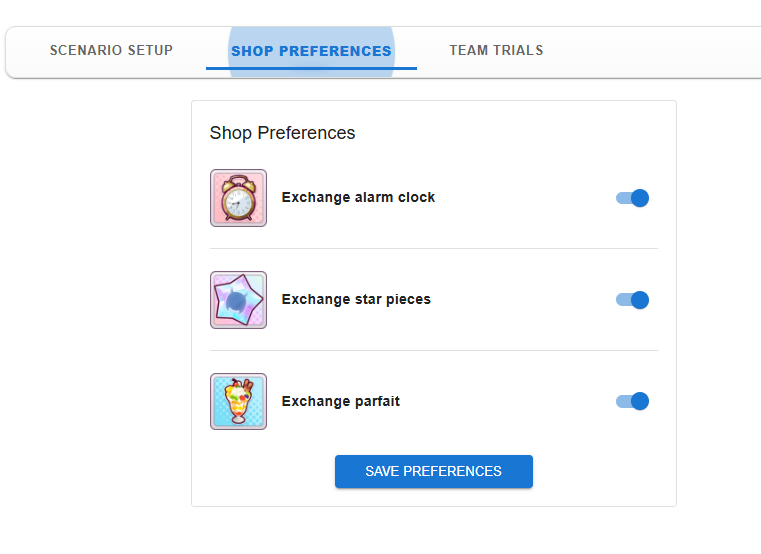 SCENARIO SETUP
SHOP PREFERENCES
TEAM TRIALS
Shop Preferences
Exchange alarm clock
Exchange star pieces
Exchange parfait
SAVE PREFERENCES